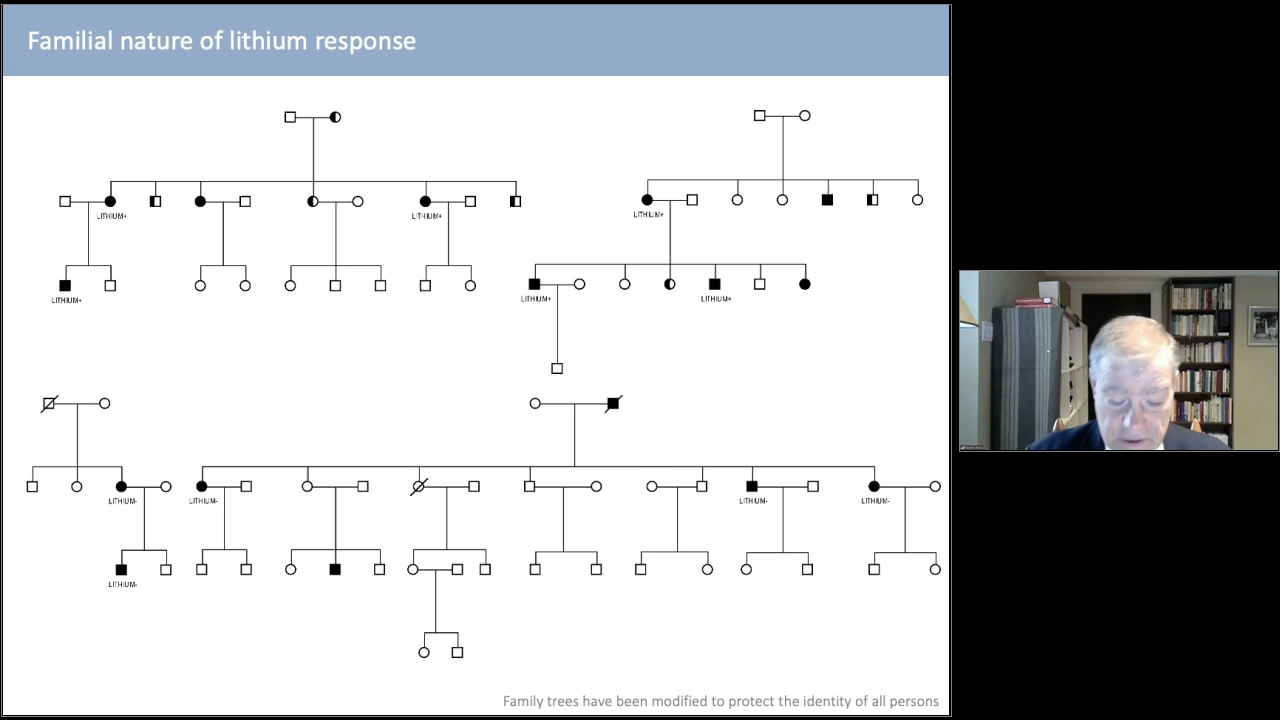 Familial nature of lithium response
LITHIUM+
LITHIUM+
LITHIUM+
LITHIUM+
LITHIUM+
LITHIUM+
LITHIUM-
LITHIUM-
LITHIUM-
LITHIUM-
LITHIUM-
Family trees have been modified to protect the identity of all persons